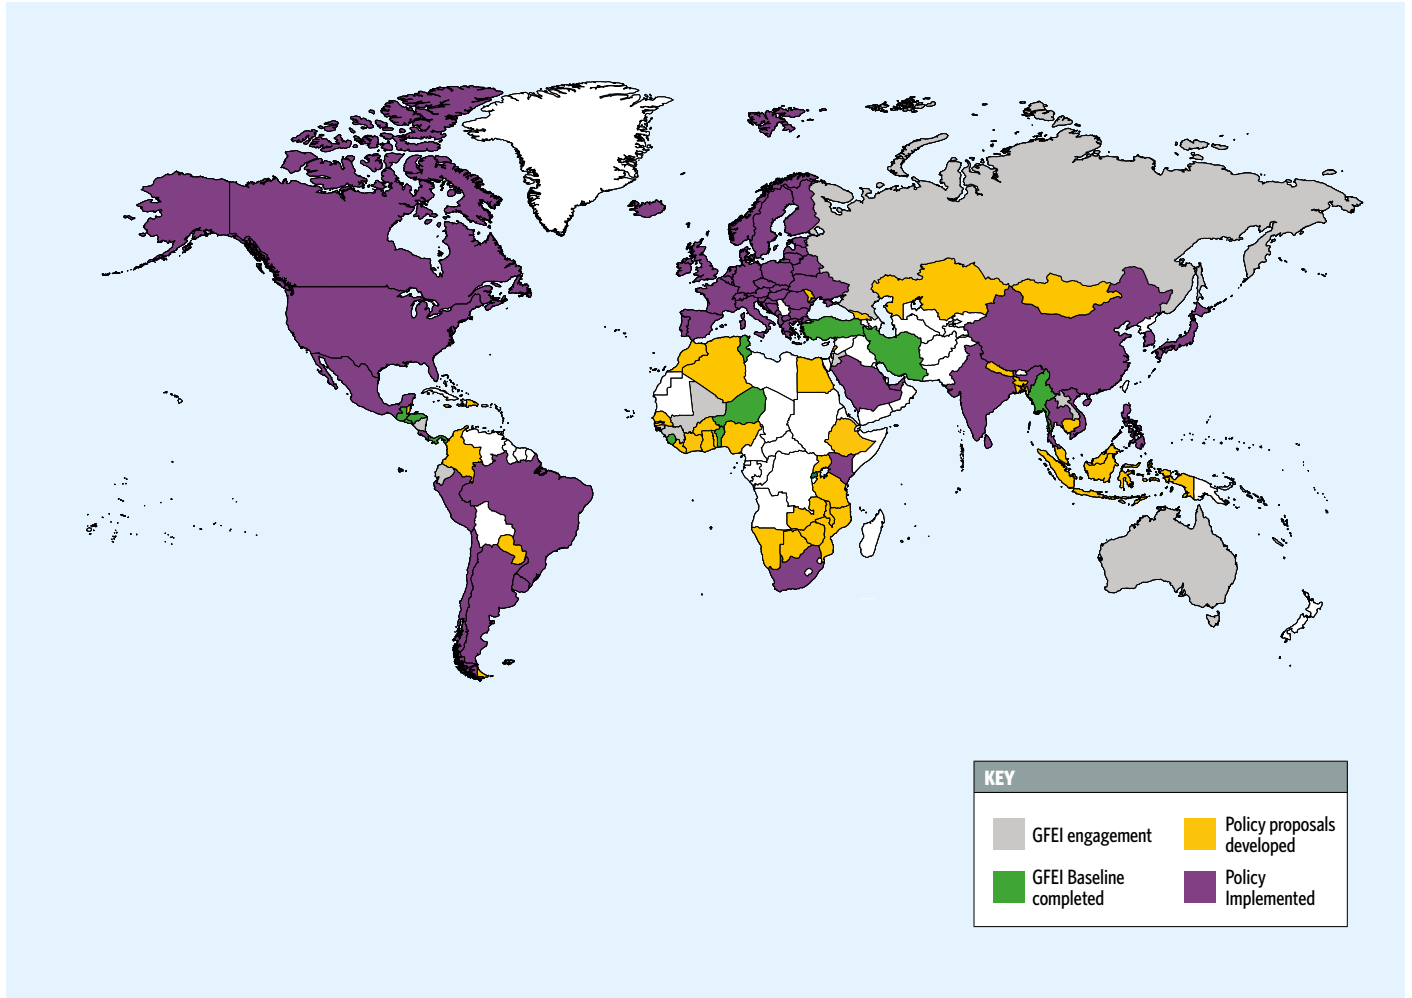 KEY
GFEI engagement
Policy proposals
developed
GFEI Baseline
completed
Policy
Implemented